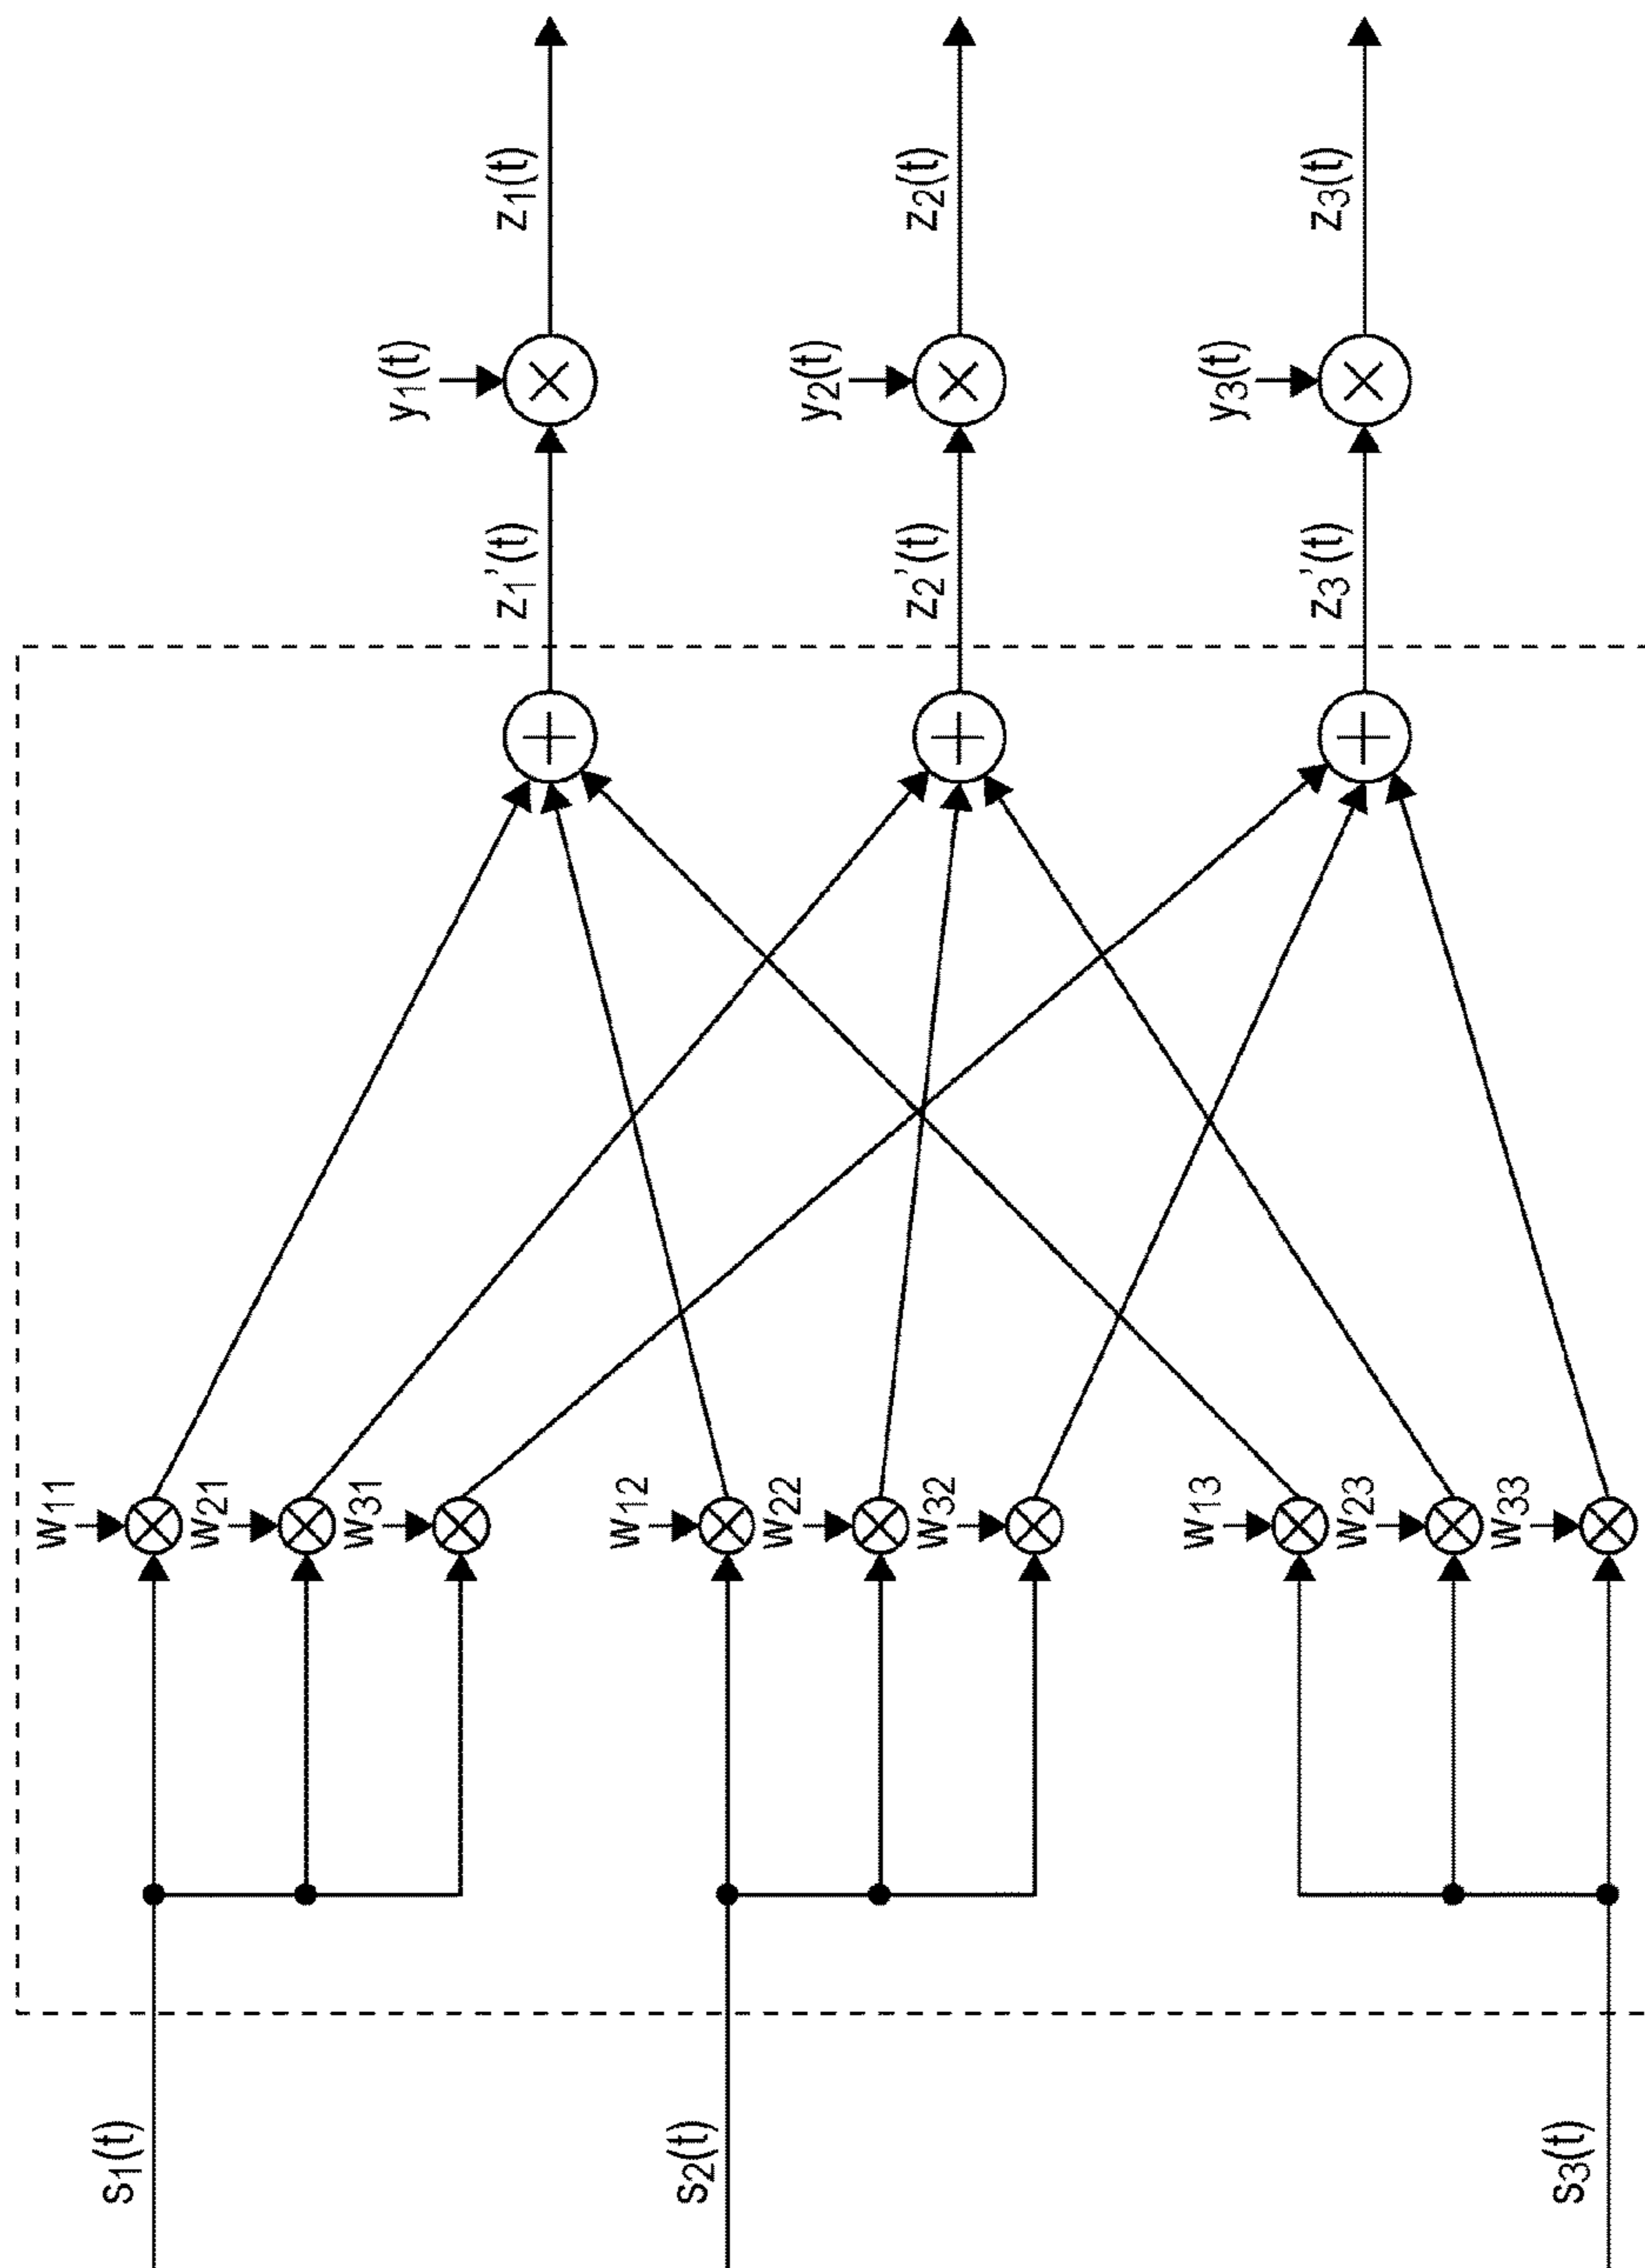 s1(t)
s2(t)
s3(t)
w11
w21
w31
w12
w22
w32
w13
w23
w33
z1'(t)
z2'(t)
z3'(t)
y1(t)
y2(t)
y3(t)
z1(t)
z2(t)
z3(t)